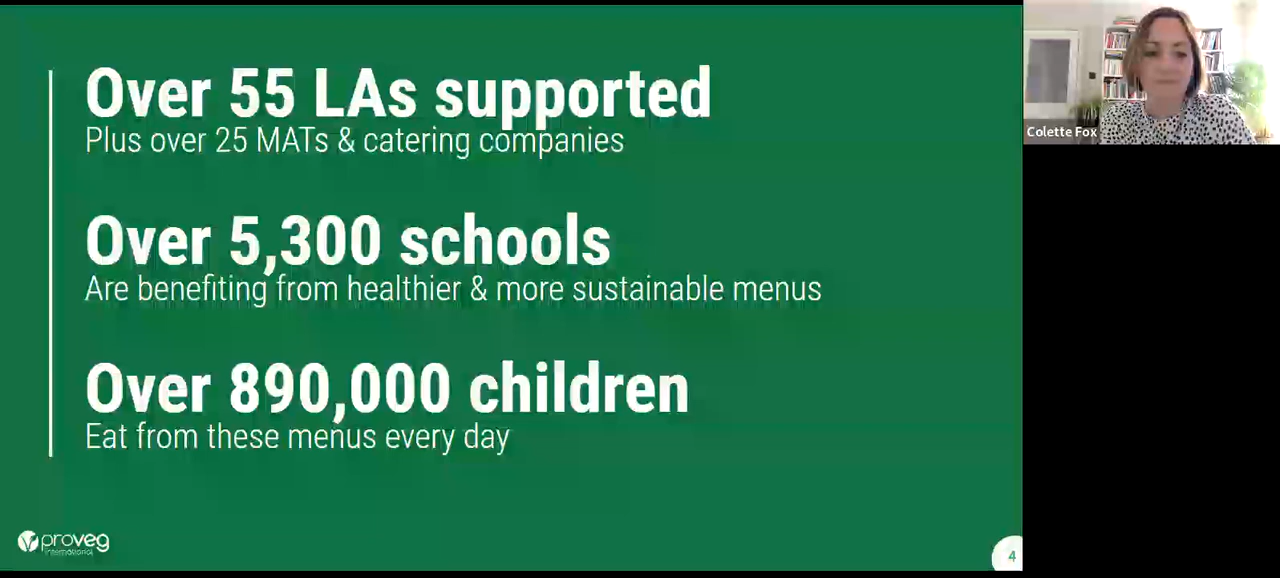 Over 55 LAs supported
Plus over 25 MATs & catering companies
Over 5,300 schools
Are benefiting from healthier & more sustainable menus
Over 890,000 children
Eat from these menus every day
proveg
international
4
Colette Fox